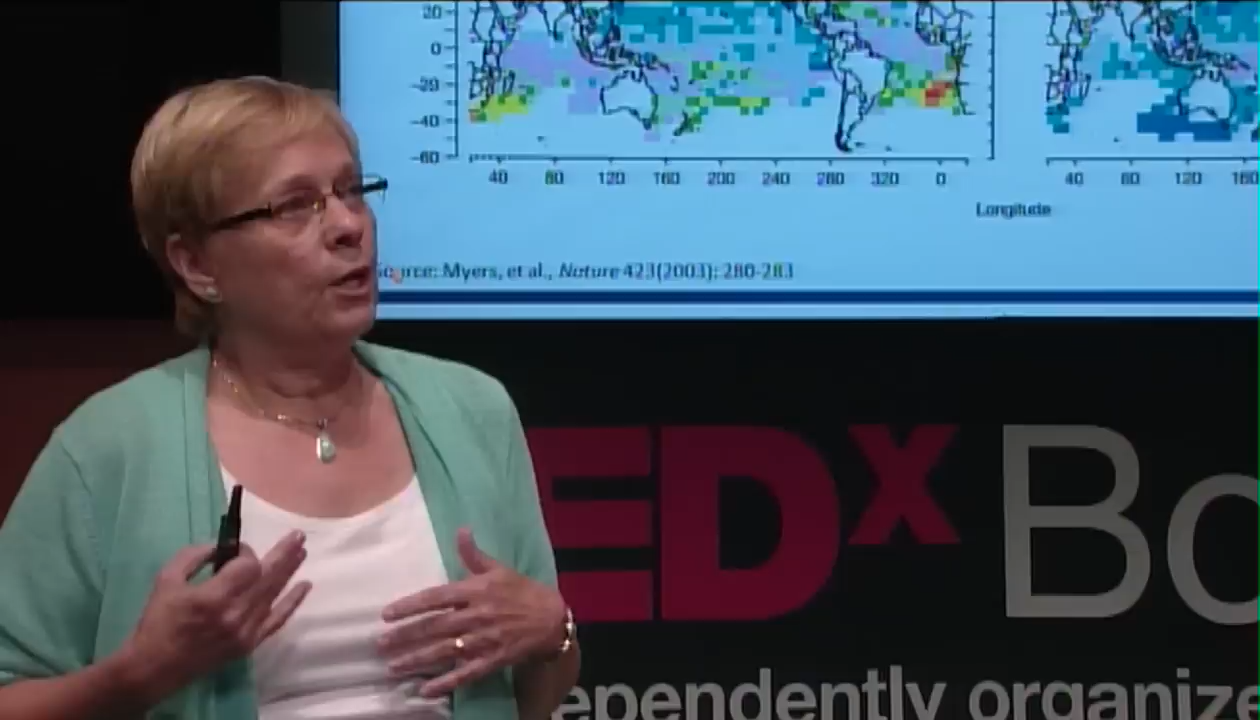 20
0
-20
-40
-60
40 80 120 160 200 240 280 320 0
40 80 120 160
Longitude
Source: Myers, et al., Nature 423(2003): 280-283
EDx Bo
ependently organize